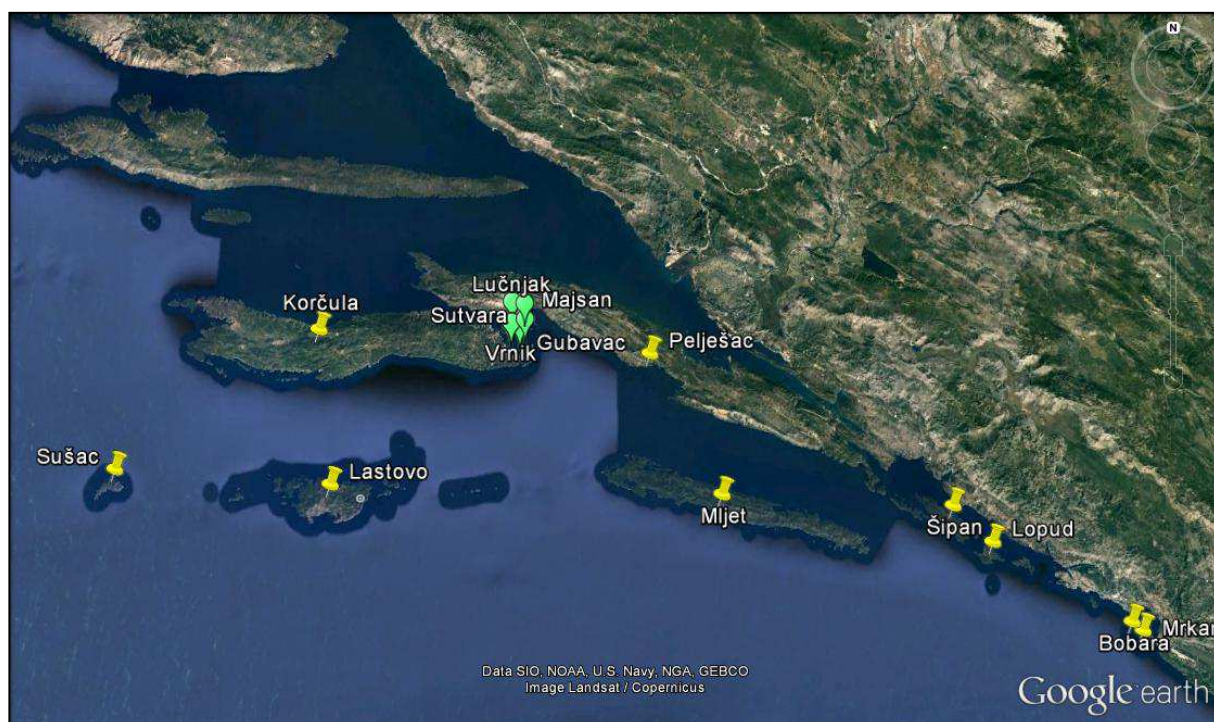 N
Lučnjak
Korčula
Majsan
Sutvara
Gubavac
Pelješac
Vrnik
Sušac
Lastovo
Mljet
Šipan
Lopud
Mrkan
Bobara
Data SIO, NOAA, U.S. Navy, NGA, GEBCO
Image Landsat / Copernicus
Google earth